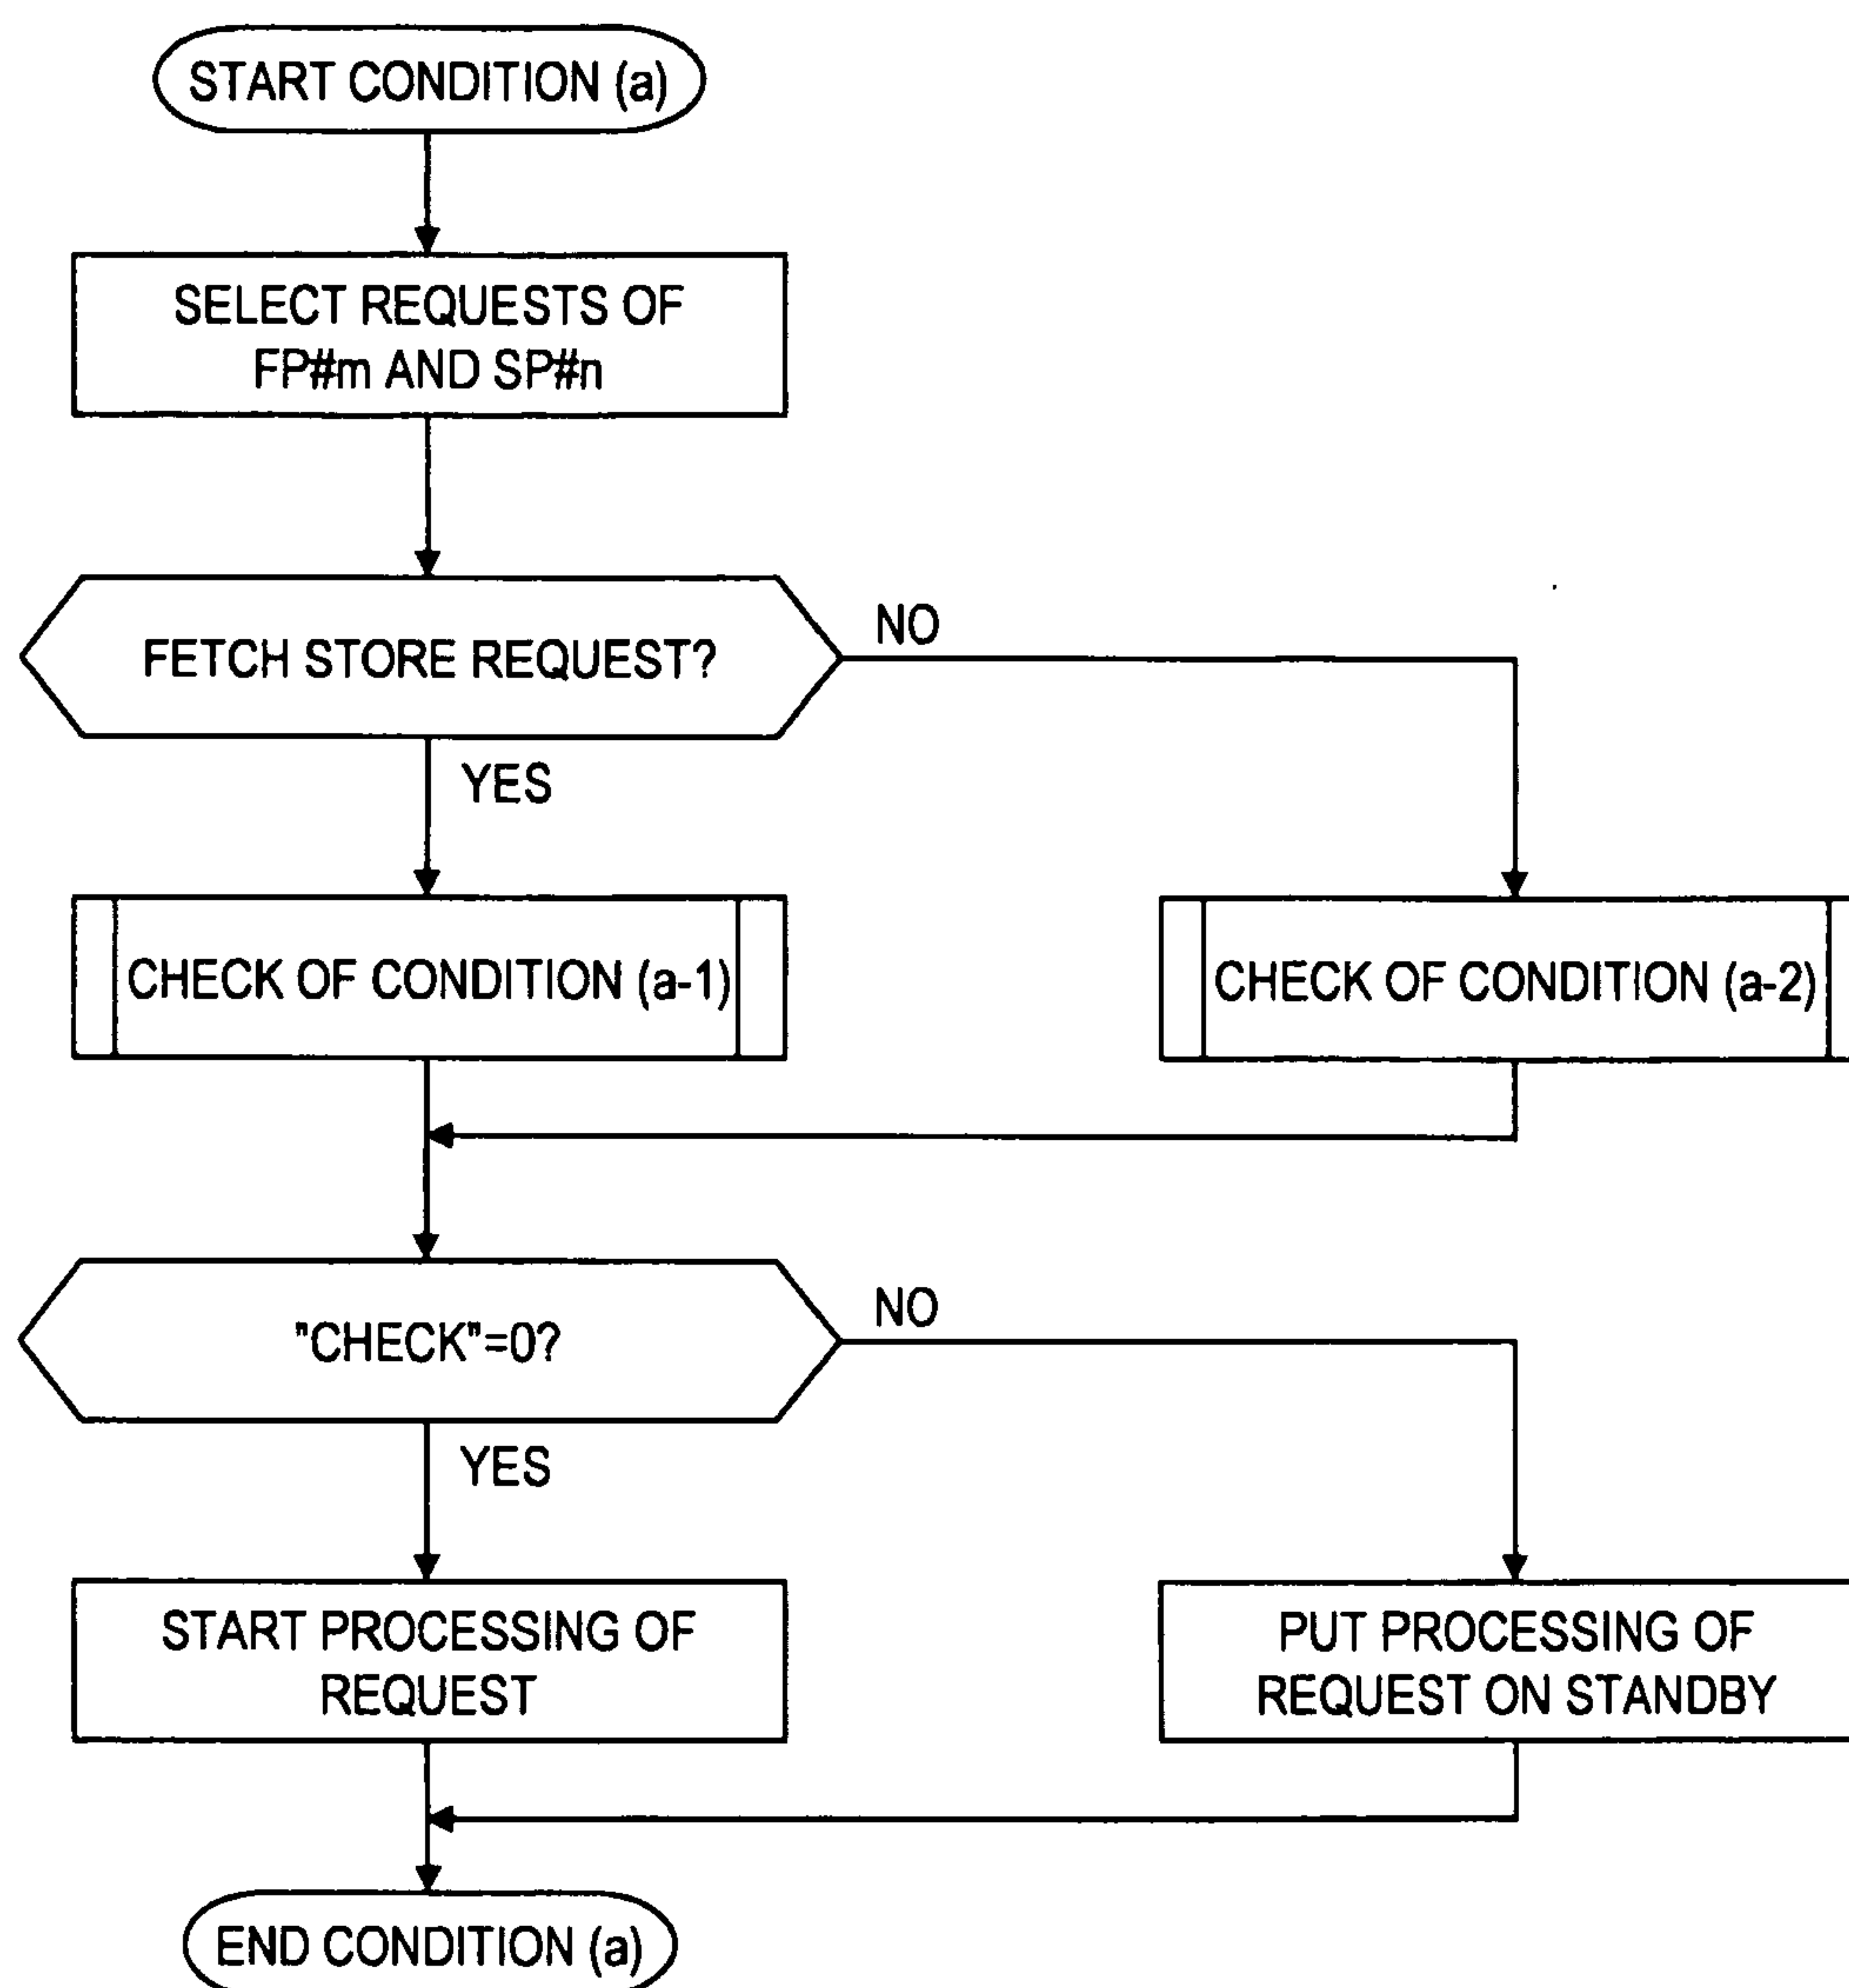 START CONDITION (a)
SELECT REQUESTS OF
FP#m AND SP#n
FETCH STORE REQUEST?
NO
YES
CHECK OF CONDITION (a-1)
CHECK OF CONDITION (a-2)
"CHECK"=0?
NO
YES
START PROCESSING OF
REQUEST
PUT PROCESSING OF
REQUEST ON STANDBY
END CONDITION (a)